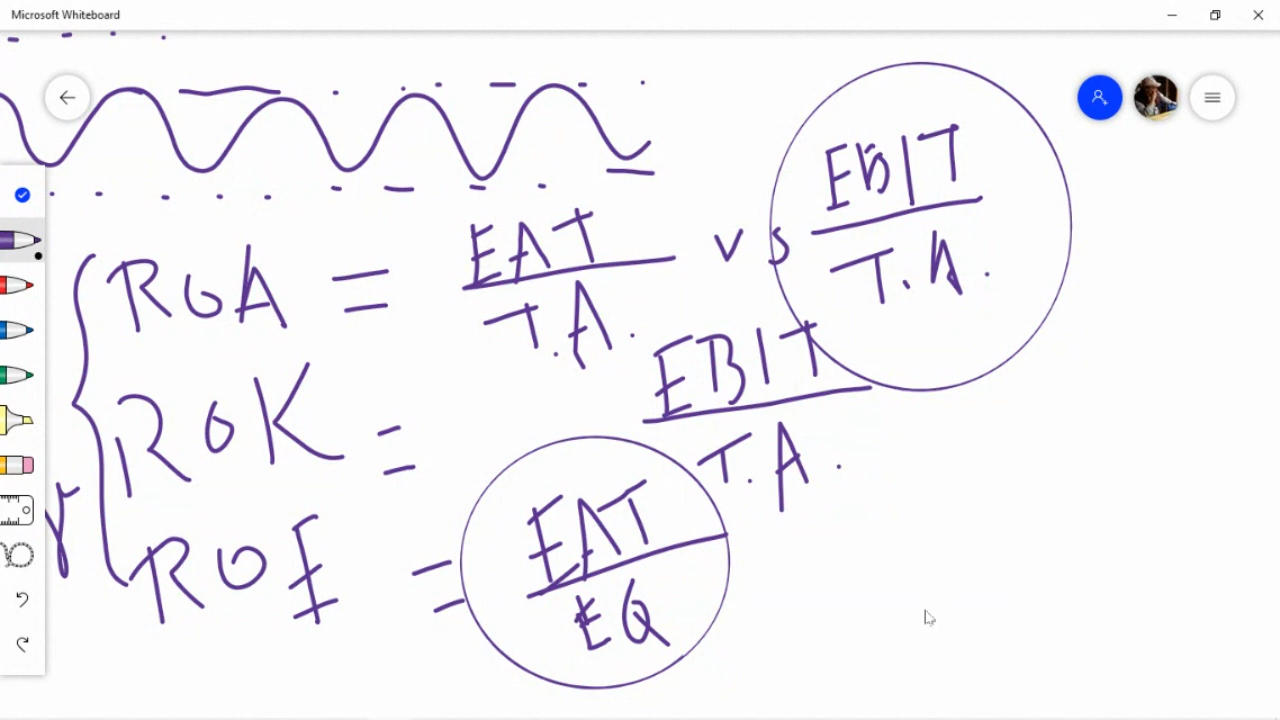 Microsoft Whiteboard
ROA = EAT / T.A. vs EBIT / T.A.
ROK = EBIT / T.A.
r
ROE = EAT / EQ